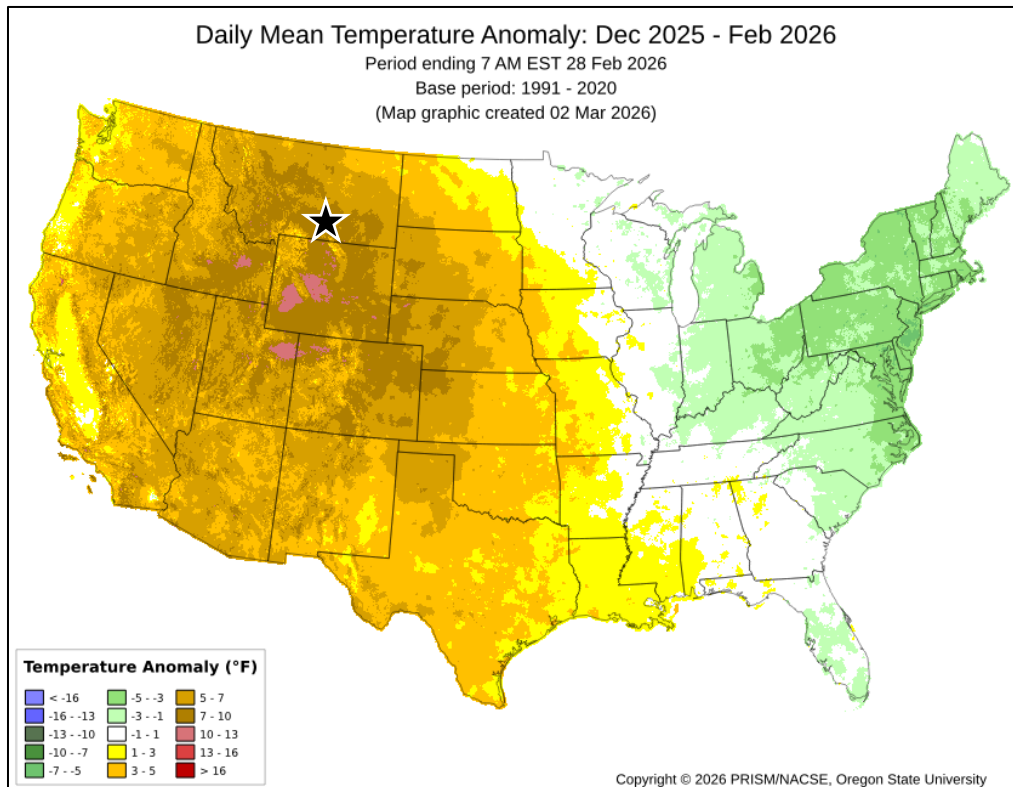 Daily Mean Temperature Anomaly: Dec 2025 - Feb 2026
Period ending 7 AM EST 28 Feb 2026
Base period: 1991 - 2020
(Map graphic created 02 Mar 2026)
Temperature Anomaly (°F)
< -16
-16 - -13
-13 - -10
-10 - -7
-7 - -5
-5 - -3
-3 - -1
-1 - 1
1 - 3
3 - 5
5 - 7
7 - 10
10 - 13
13 - 16
> 16
Copyright © 2026 PRISM/NACSE, Oregon State University